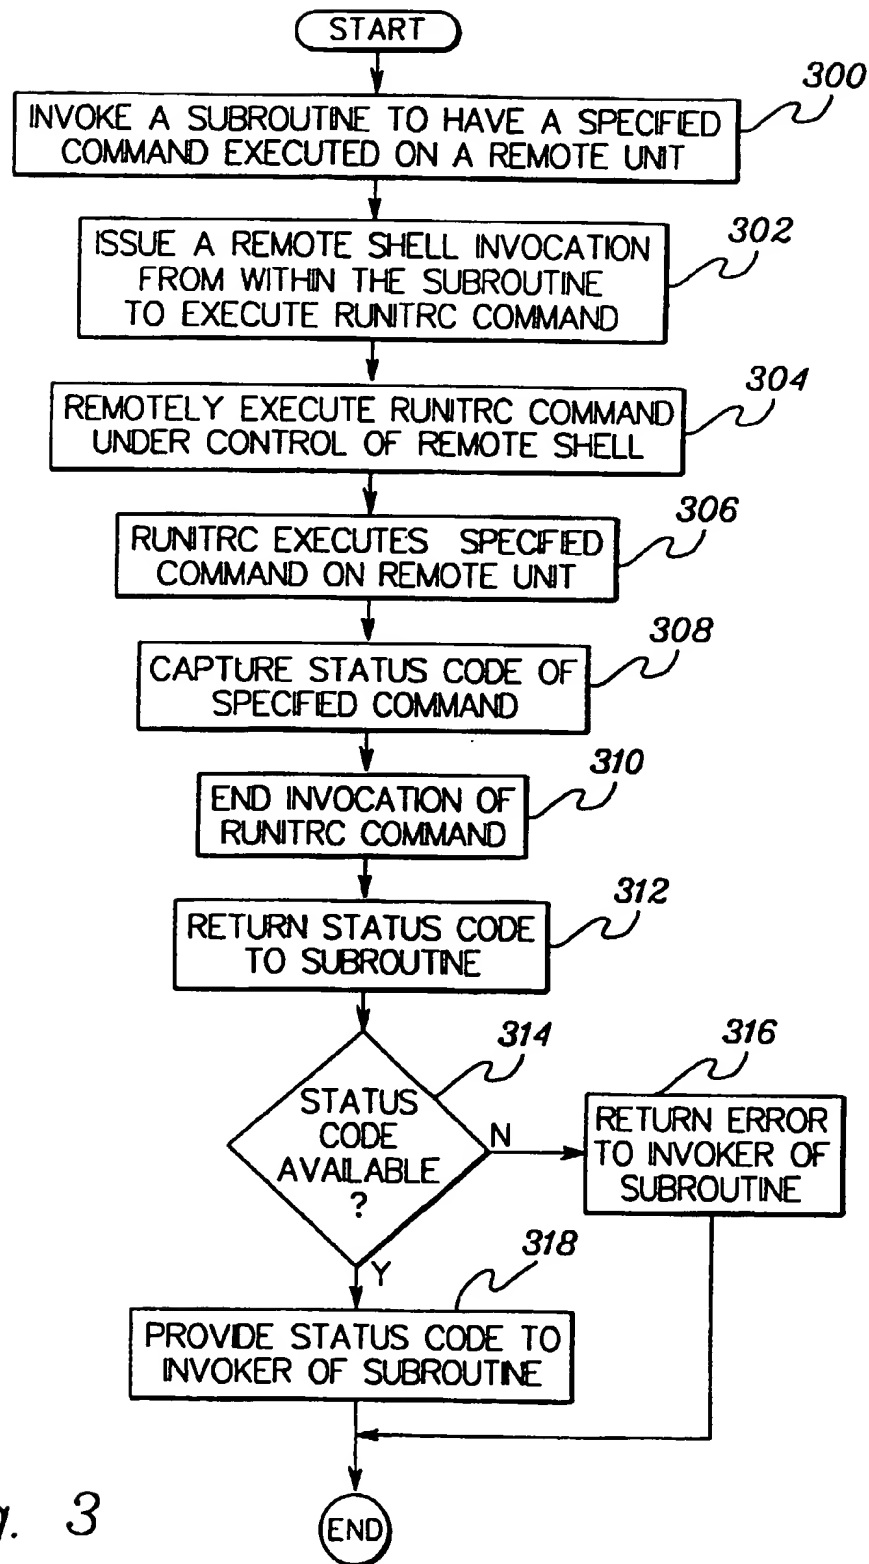 START
300
INVOKE A SUBROUTINE TO HAVE A SPECIFIED
COMMAND EXECUTED ON A REMOTE UNIT
302
ISSUE A REMOTE SHELL INVOCATION
FROM WITHIN THE SUBROUTINE
TO EXECUTE RUNITRC COMMAND
304
REMOTELY EXECUTE RUNITRC COMMAND
UNDER CONTROL OF REMOTE SHELL
306
RUNITRC EXECUTES SPECIFIED
COMMAND ON REMOTE UNIT
308
CAPTURE STATUS CODE OF
SPECIFIED COMMAND
310
END INVOCATION OF
RUNITRC COMMAND
312
RETURN STATUS CODE
TO SUBROUTINE
314
STATUS
CODE
AVAILABLE
?
N
316
RETURN ERROR
TO INVOKER OF
SUBROUTINE
Y
318
PROVIDE STATUS CODE TO
INVOKER OF SUBROUTINE
END
3